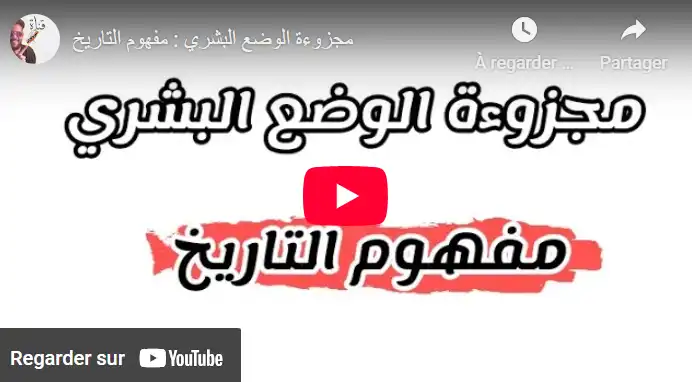 مجزوءة الوضع البشري : مفهوم التاريخ
À regarder ...
Partager
مجزوءة الوضع البشري
مفهوم التاريخ
Regarder sur YouTube